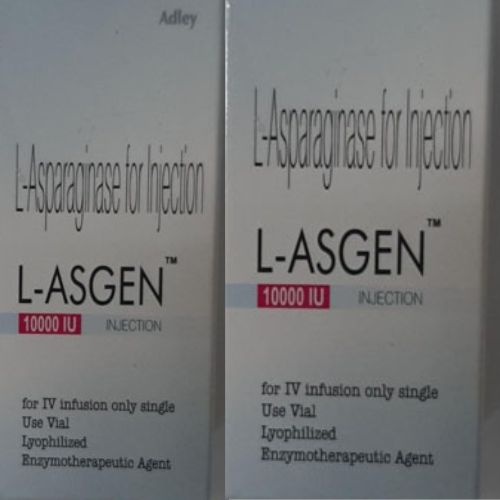 Adley
L-Asparaginase for Injection
L-ASGEN™
10000 IU INJECTION
for IV infusion only single
Use Vial
Lyophilized
Enzymotherapeutic Agent
L-Asparaginase for Injection
L-ASGEN™
10000 IU INJECTION
for IV infusion only single
Use Vial
Lyophilized
Enzymotherapeutic Agent